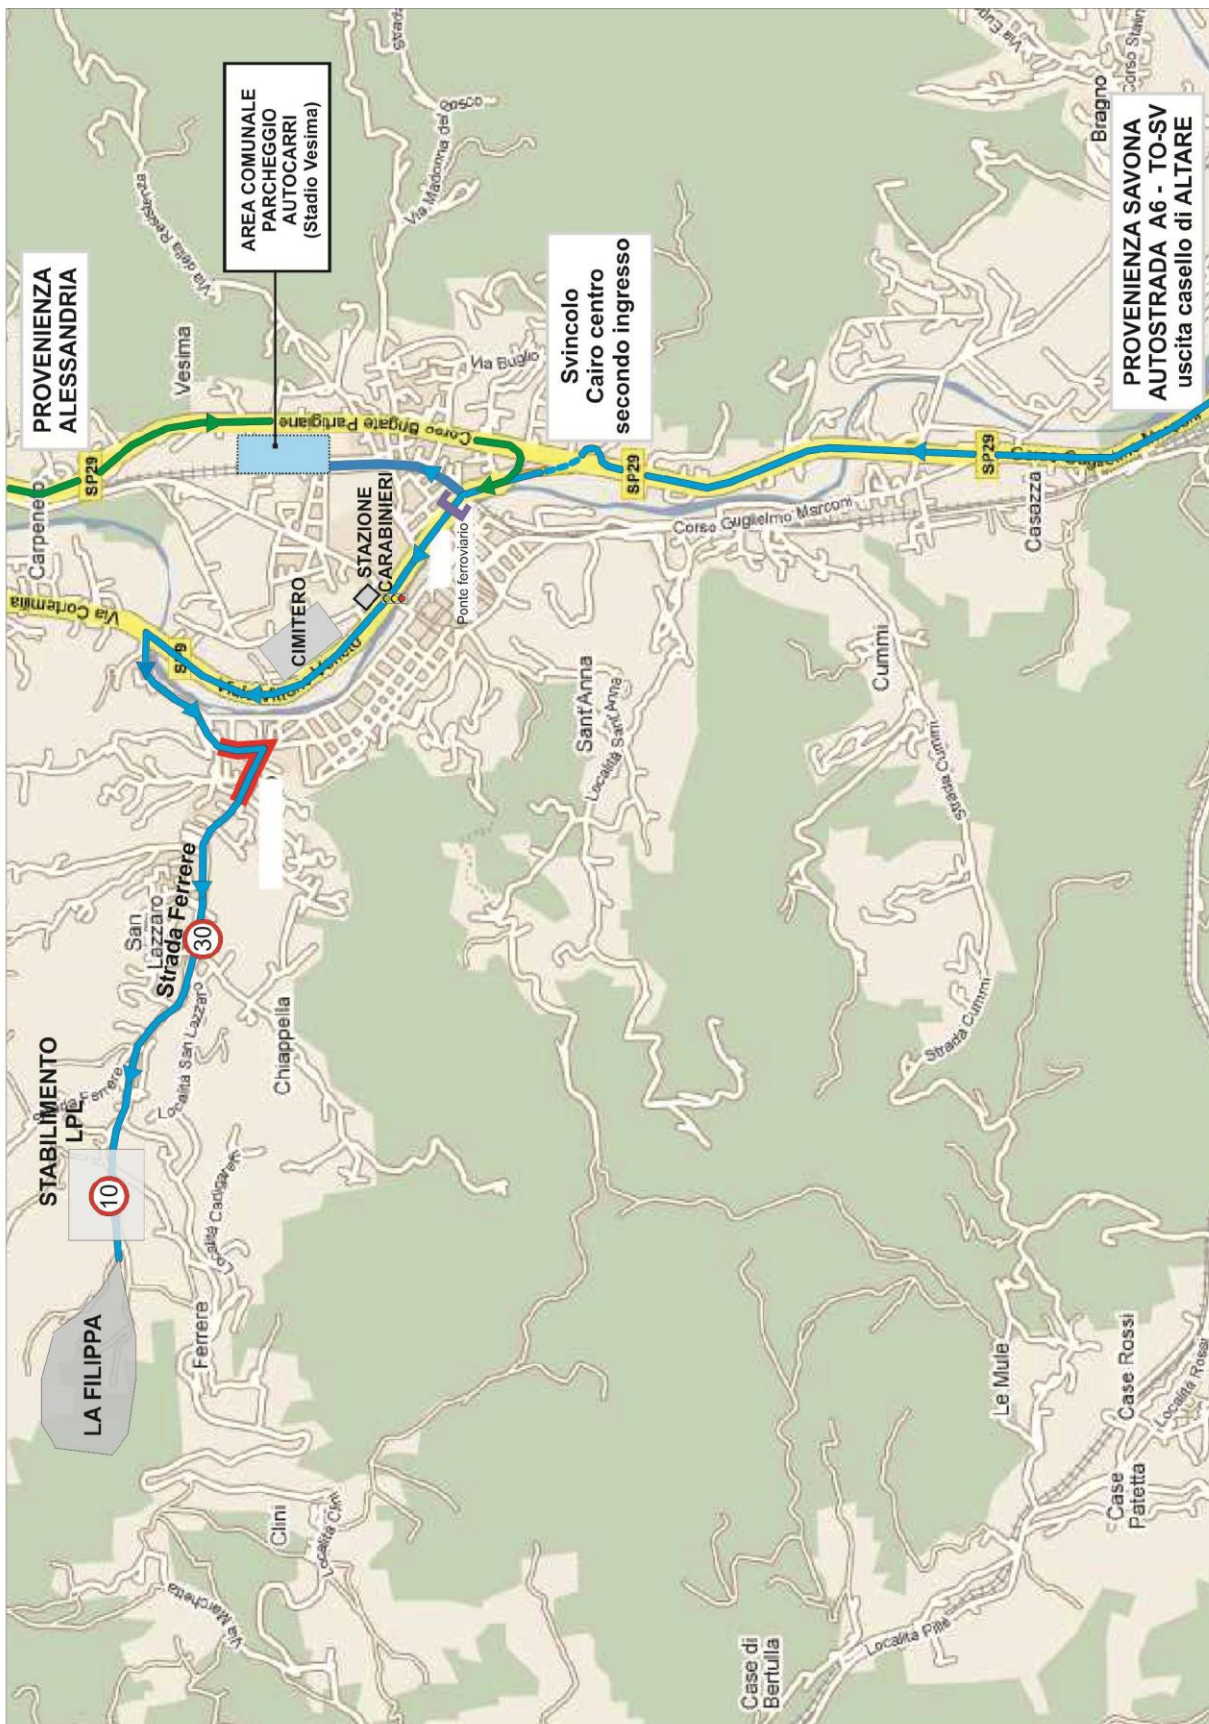 LA FILIPPA
10
STABILIMENTO
LPL
Ferrere
Località Carlgareto
Località San Lazzaro
San
Lazzaro
Strada Ferrere
30
Chiappella
Clini
Località Clini
Via Marchetta
Via Cortemilia
Carpeneto
SP29
PROVENIENZA
ALESSANDRIA
Vesima
Via della Resistenza
AREA COMUNALE
PARCHEGGIO
AUTOCARRI
(Stadio Vesima)
Strada
Via Madonna del Bosco
CIMITERO
STAZIONE
CARABINIERI
Corso Brigate Partigiane
Via Buglio
Ponte ferroviario
Svincolo
Cairo centro
secondo ingresso
SP29
Sant'Anna
Località Sant'Anna
Corso Guglielmo Marconi
Cummi
Strada Cummi
Strada Cummi
Casazza
SP29
Le Mule
Case Rossi
Località Rossi
Case
Patetta
Case di
Bertulla
Bragno
Corso Stalin
PROVENIENZA SAVONA
AUTOSTRADA A6 - TO-SV
uscita casello di ALTARE